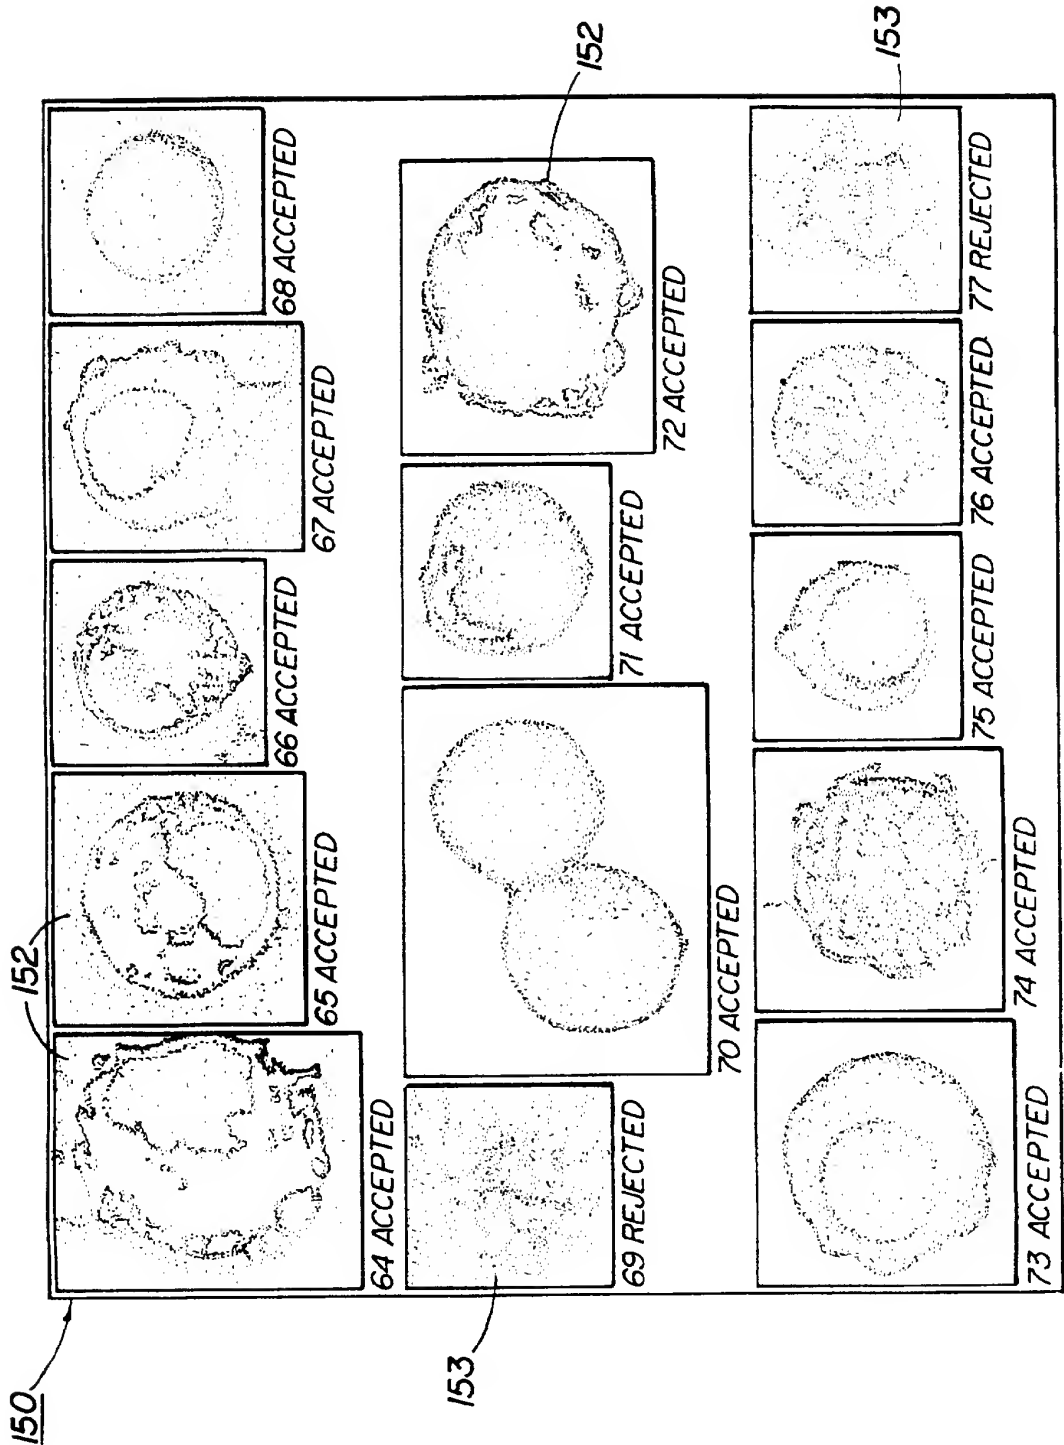 150
152
64 ACCEPTED
65 ACCEPTED
66 ACCEPTED
67 ACCEPTED
68 ACCEPTED
153
69 REJECTED
70 ACCEPTED
71 ACCEPTED
72 ACCEPTED
152
73 ACCEPTED
74 ACCEPTED
75 ACCEPTED
76 ACCEPTED
77 REJECTED
153